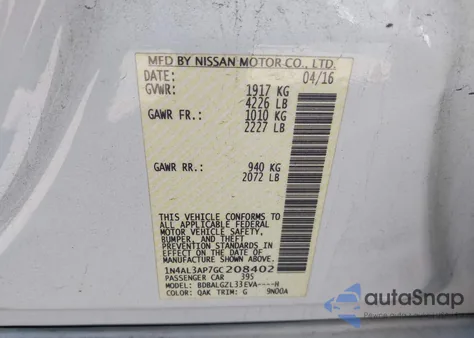 MFD BY NISSAN MOTOR CO., LTD.
DATE: 04/16
GVWR: 1917 KG
4226 LB
GAWR FR.: 1010 KG
2227 LB
GAWR RR.: 940 KG
2072 LB
THIS VEHICLE CONFORMS TO
ALL APPLICABLE FEDERAL
MOTOR VEHICLE SAFETY,
BUMPER, AND THEFT
PREVENTION STANDARDS
IN EFFECT ON THE DATE OF
MANUFACTURE SHOWN ABOVE.
1N4AL3AP7GC208402
PASSENGER CAR 395
MODEL: BDBALGZL33EVA----H
COLOR: QAK TRIM: G 9N00A
autoSnap